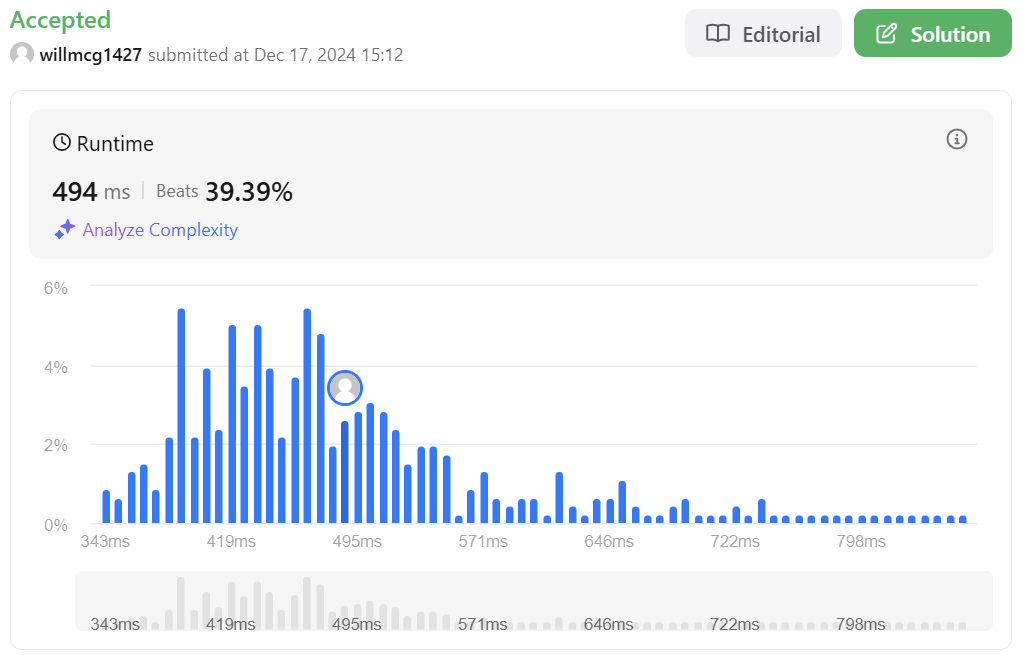 Accepted
willmcg1427 submitted at Dec 17, 2024 15:12
Editorial
Solution
Runtime
494 ms Beats 39.39%
Analyze Complexity
6%
4%
2%
0%
343ms 419ms 495ms 571ms 646ms 722ms 798ms
343ms 419ms 495ms 571ms 646ms 722ms 798ms